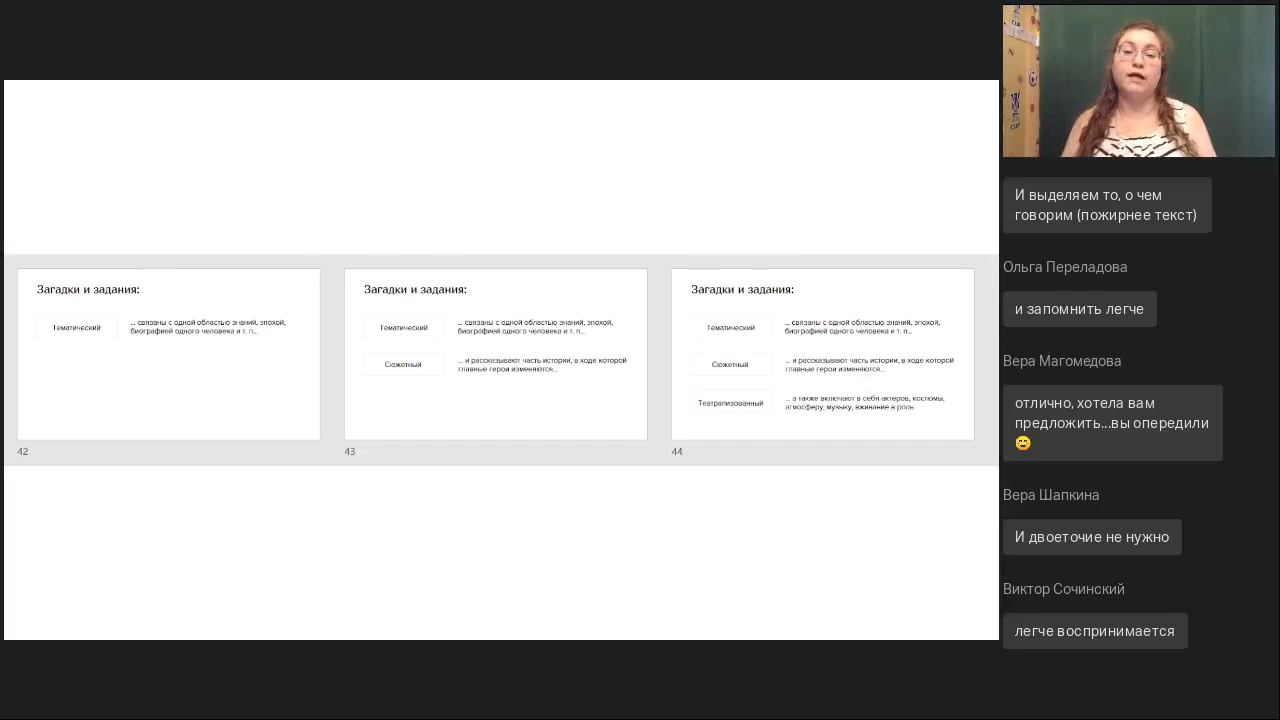 Загадки и задания:
Тематический
... связаны с одной областью знаний, эпохой,
биографией одного человека и т. п...
42
Загадки и задания:
Тематический
... связаны с одной областью знаний, эпохой,
биографией одного человека и т. п...
Сюжетный
... и рассказывают часть истории, в ходе которой
главные герои изменяются...
43
Загадки и задания:
Тематический
... связаны с одной областью знаний, эпохой,
биографией одного человека и т. п...
Сюжетный
... и рассказывают часть истории, в ходе которой
главные герои изменяются...
Театрализованный
... а также включают в себя актеров, костюмы,
атмосферу, музыку, вживание в роль
44
И выделяем то, о чем
говорим (пожирнее текст)
Ольга Переладова
и запомнить легче
Вера Магомедова
отлично, хотела вам
предложить...вы опередили
😄
Вера Шапкина
И двоеточие не нужно
Виктор Сочинский
легче воспринимается
CUP
CUP